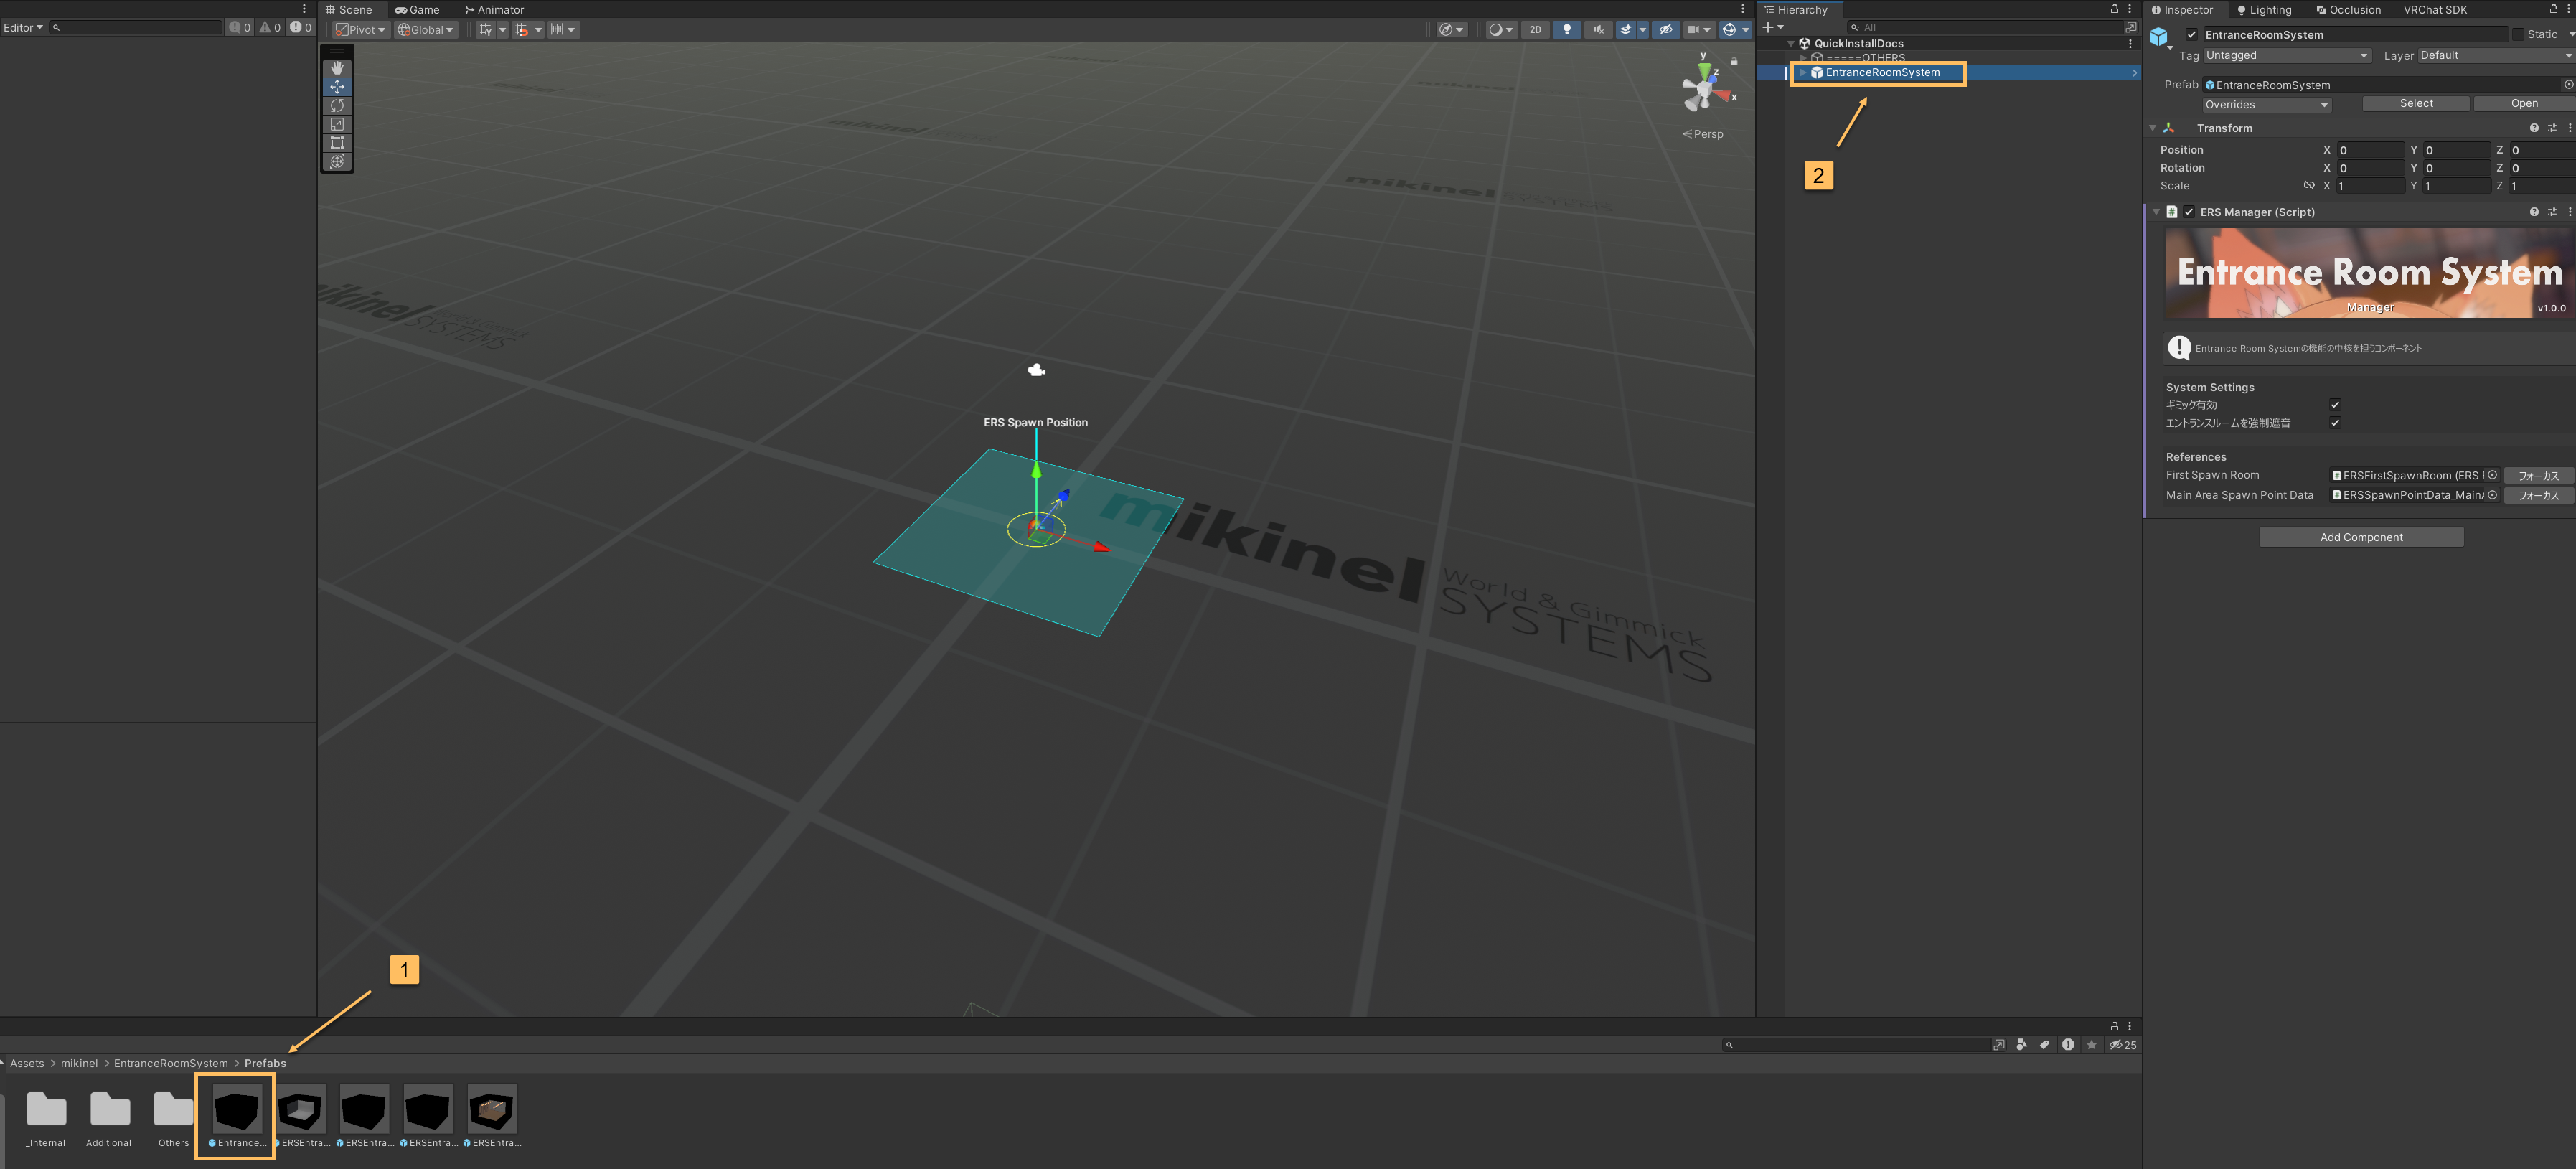 Editor
0
0
0
Scene
Game
Animator
Pivot
Global
2D
y
z
x
Persp
mikinel
mikinel
SYSTEMS
ERS Spawn Position
mikinel
World & Gimmick
SYSTEMS
Hierarchy
All
QuickInstallDocs
=====OTHERS
EntranceRoomSystem
2
1
Inspector
Lighting
Occlusion
VRChat SDK
EntranceRoomSystem
Static
Tag Untagged
Layer Default
Prefab EntranceRoomSystem
Overrides
Select
Open
Transform
Position X 0 Y 0 Z 0
Rotation X 0 Y 0 Z 0
Scale X 1 Y 1 Z 1
# ERS Manager (Script)
Entrance Room System
Manager
v1.0.0
Entrance Room Systemの機能の中核を担うコンポーネント
System Settings
ギミック有効
エントランスルームを強制遮音
References
First Spawn Room ERSFirstSpawnRoom (ERS フォーカス
Main Area Spawn Point Data ERSSpawnPointData_Main フォーカス
Add Component
25
Assets > mikinel > EntranceRoomSystem > Prefabs
_Internal
Additional
Others
Entrance...
ERSEntra...
ERSEntra...
ERSEntra...
ERSEntra...